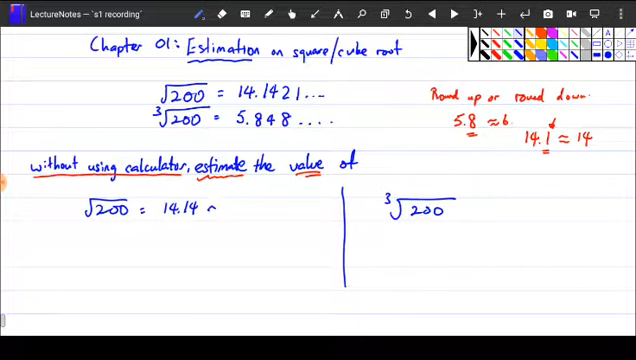 LectureNotes – `s1 recording`
Chapter 01: Estimation on square/cube root
√200 = 14.1421...
∛200 = 5.848....
Round up or round down.
5.8 ≈ 6.
14.1 ≈ 14
without using calculator, estimate the value of
√200 = 14.14
∛200